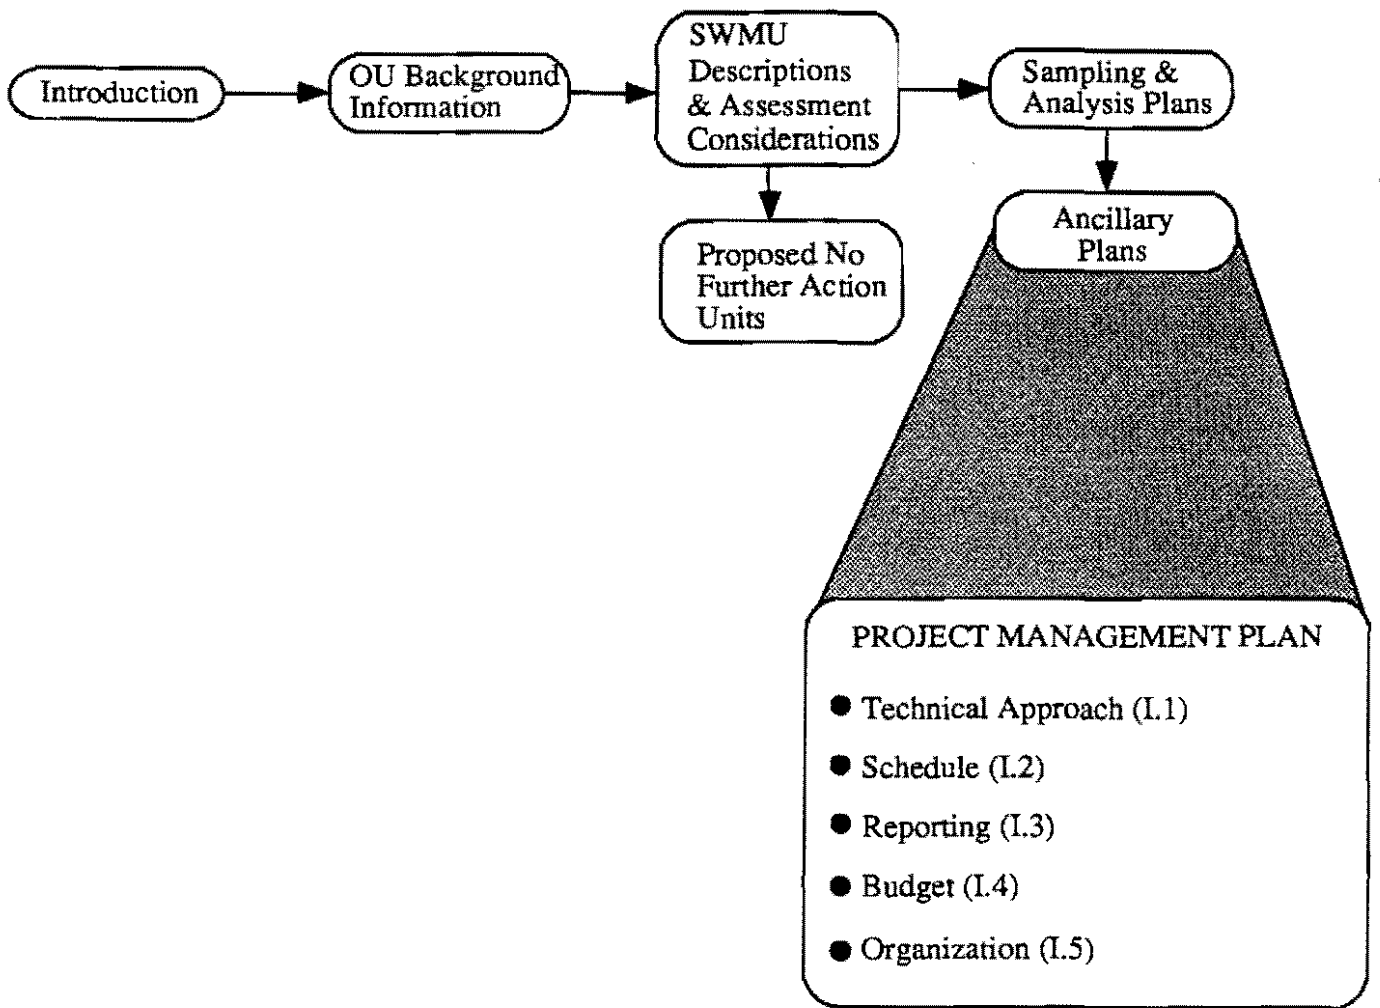 Introduction
OU Background
Information
SWMU
Descriptions
& Assessment
Considerations
Sampling &
Analysis Plans
Proposed No
Further Action
Units
Ancillary
Plans
PROJECT MANAGEMENT PLAN
● Technical Approach (I.1)
● Schedule (I.2)
● Reporting (I.3)
● Budget (I.4)
● Organization (I.5)